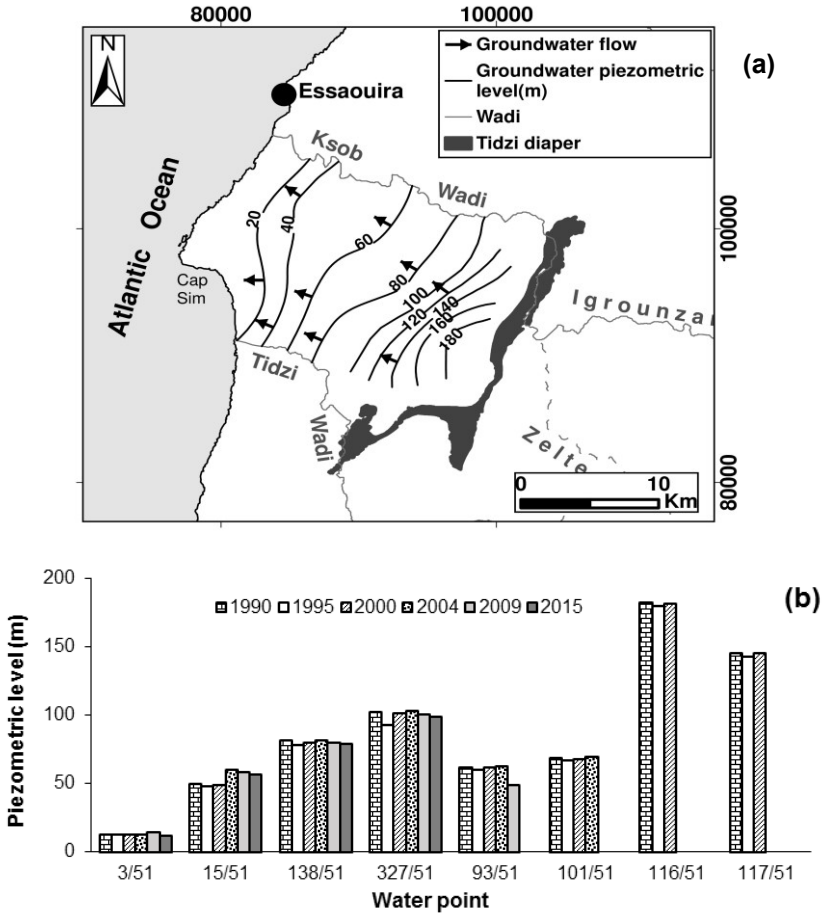 80000 100000
N
Groundwater flow
Groundwater piezometric
level(m)
Wadi
Tidzi diaper
(a)
Essaouira
Ksob
Wadi
Atlantic Ocean
100000
20
40
60
80
100
120
140
160
180
Cap
Sim
Igrounzar
Tidzi
Wadi
Zelte
80000
0 10
Km
(b)
200
150
100
50
0
1990 1995 2000 2004 2009 2015
Piezometric level (m)
3/51 15/51 138/51 327/51 93/51 101/51 116/51 117/51
Water point